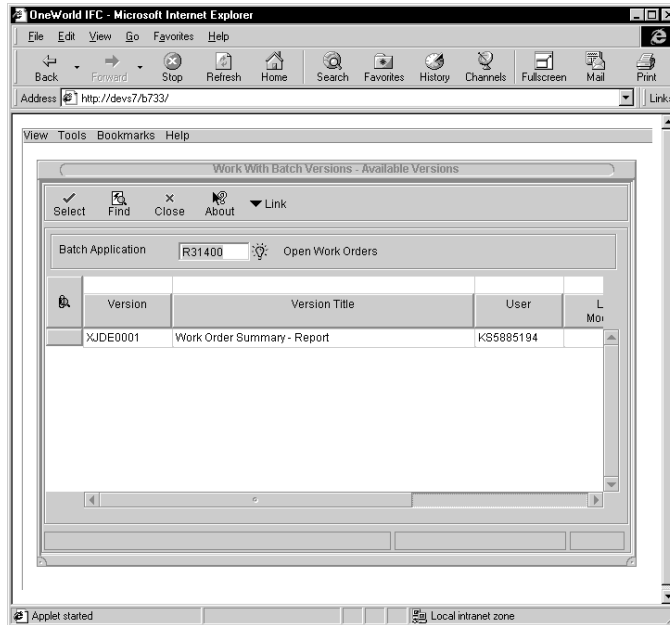 OneWorld IFC - Microsoft Internet Explorer
File Edit View Go Favorites Help
Back Forward Stop Refresh Home Search Favorites History Channels Fullscreen Mail Print
Address http://devs7/b733/ Links
View Tools Bookmarks Help
Work With Batch Versions - Available Versions
Select Find Close About Link
Batch Application R31400 Open Work Orders
Version Version Title User L
Mo
XJDE0001 Work Order Summary - Report KS5885194
Applet started Local intranet zone